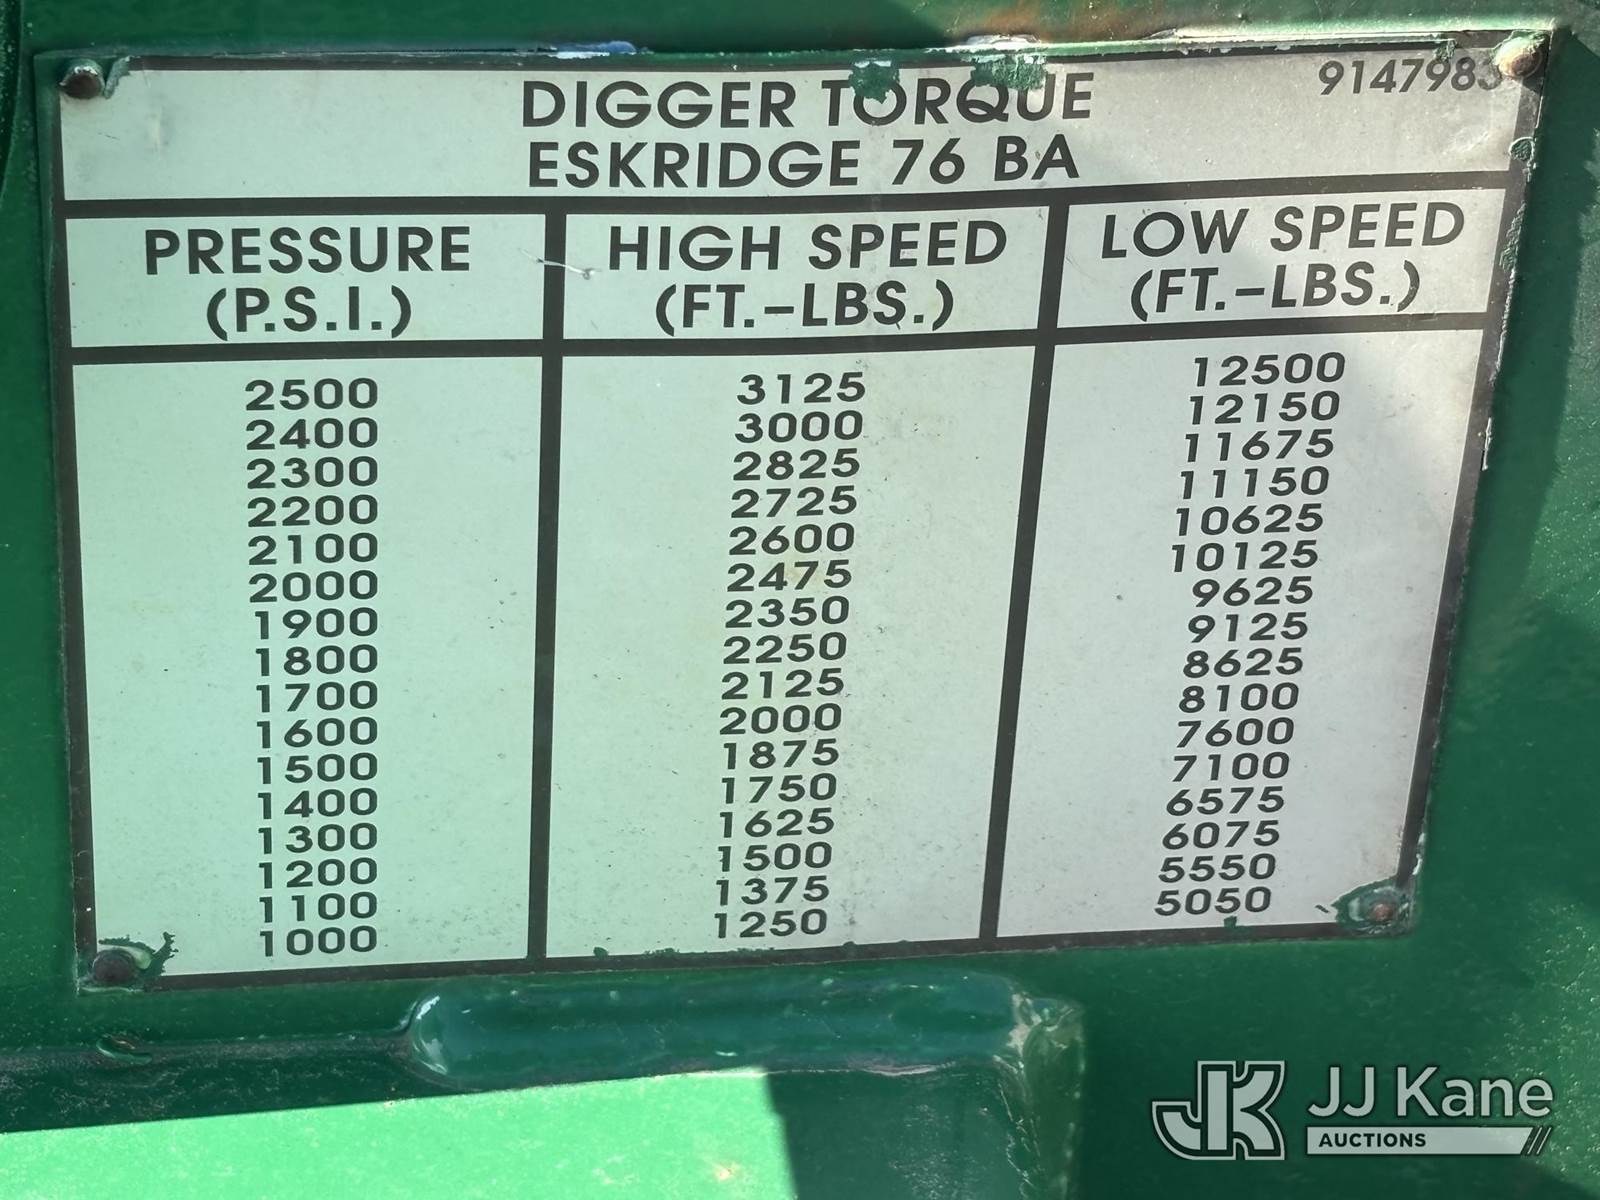 DIGGER TORQUE 9147983
ESKRIDGE 76 BA
PRESSURE HIGH SPEED LOW SPEED
(P.S.I.) (FT.-LBS.) (FT.-LBS.)
2500 3125 12500
2400 3000 12150
2300 2825 11675
2200 2725 11150
2100 2600 10625
2000 2475 10125
1900 2350 9625
1800 2250 9125
1700 2125 8625
1600 2000 8100
1500 1875 7600
1400 1750 7100
1300 1625 6575
1200 1500 6075
1100 1375 5550
1000 1250 5050
JK JJ Kane
AUCTIONS